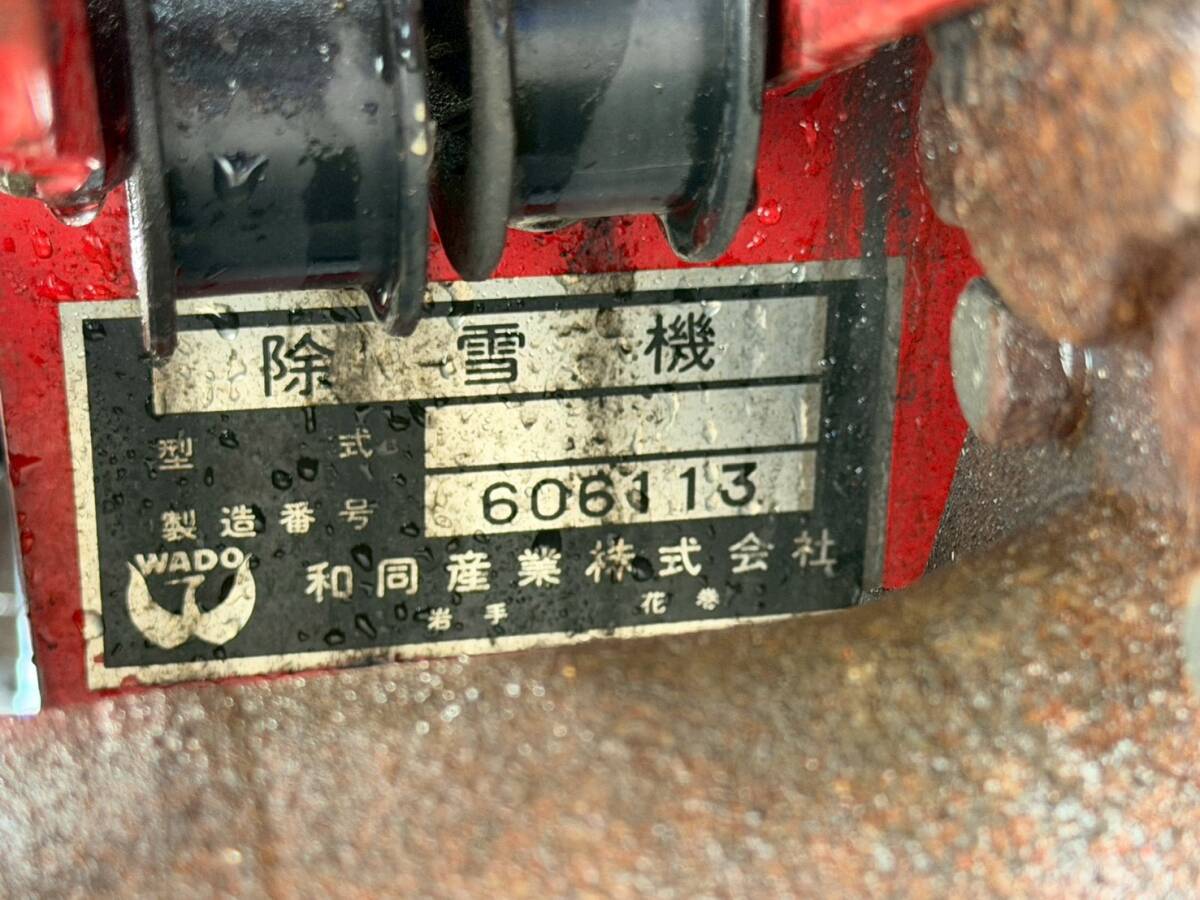 除雪機
型式
製造番号 606113
WADO 和同産業株式会社
岩手 花巻